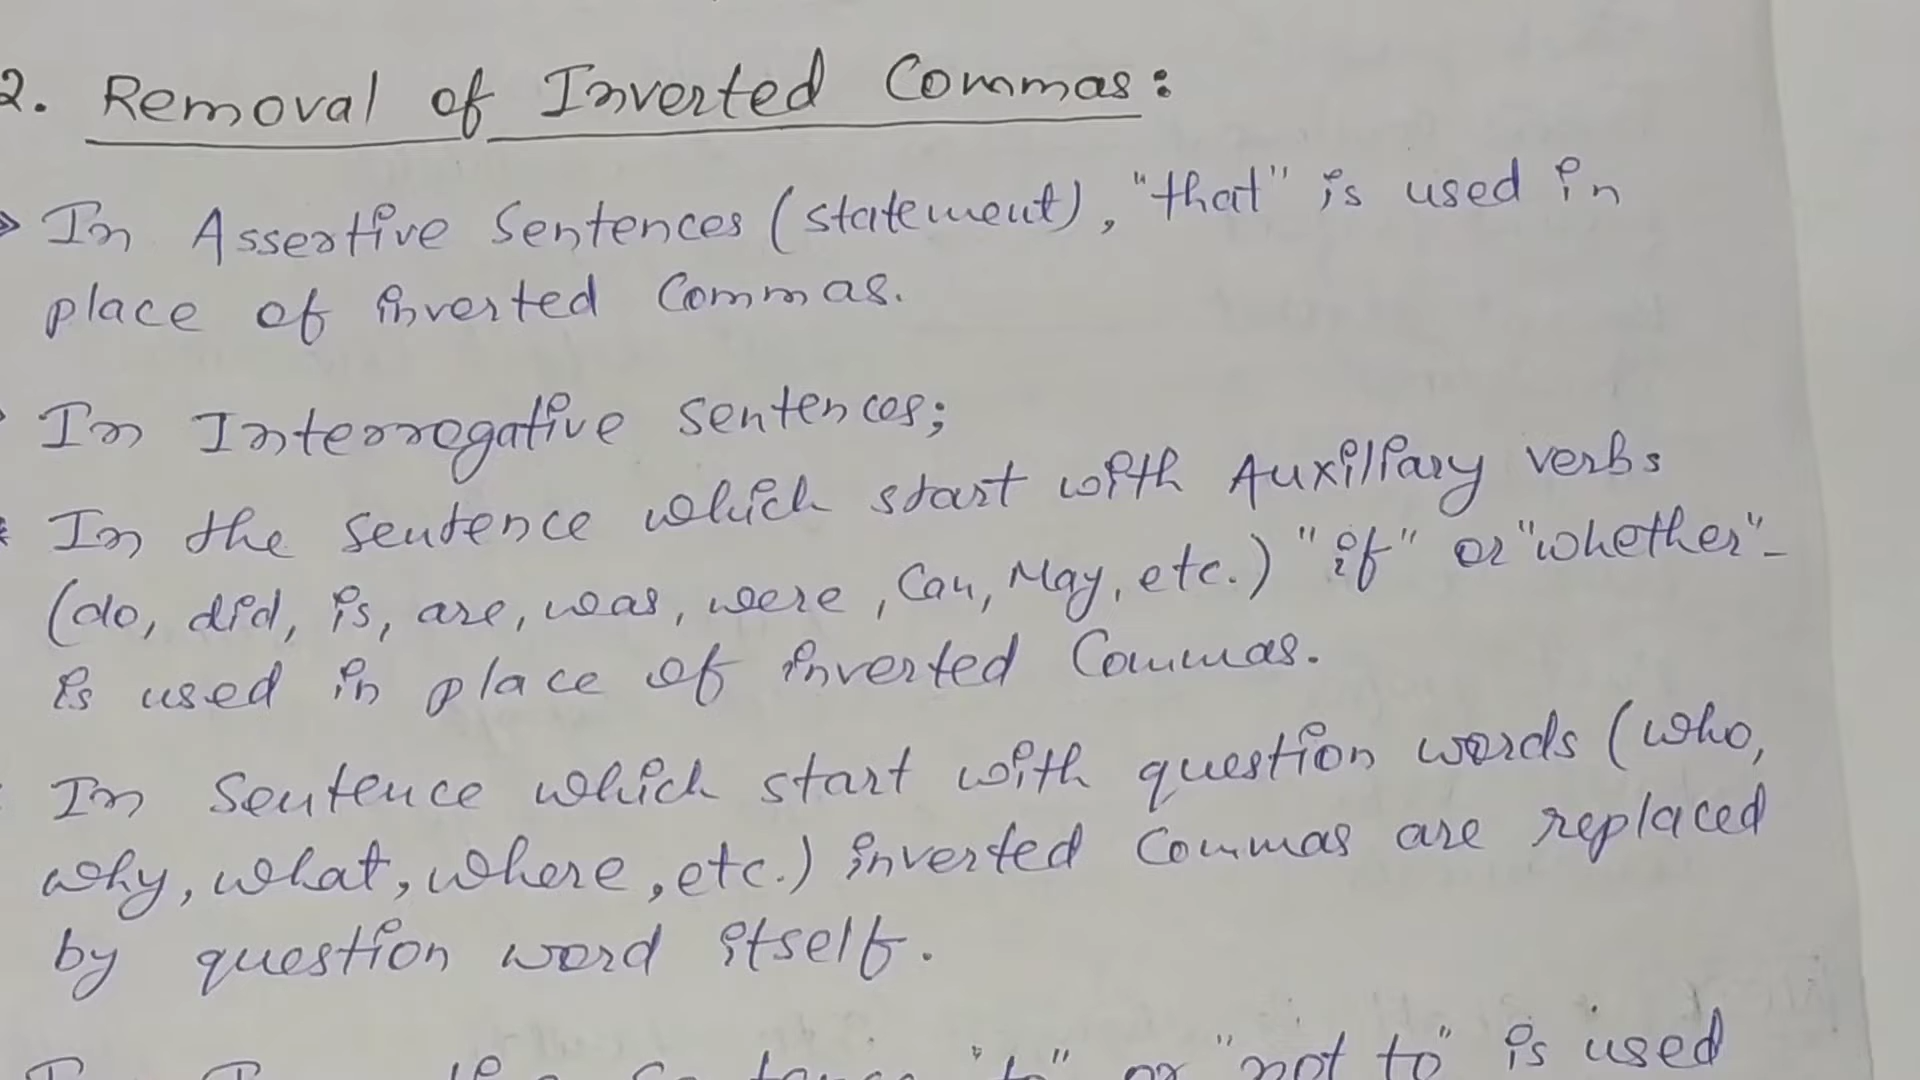 2. Removal of Inverted Commas:
In Assertive Sentences (statement), "that" is used in
place of inverted Commas.
In Interrogative sentences;
In the sentence which start with Auxiliary verbs
(do, did, is, are, was, were, Can, May, etc.) "if" or "whether"
is used in place of inverted Commas.
In Sentence which start with question words (who,
why, what, where, etc.) inverted Commas are replaced
by question word itself.
"to" or "not to" is used